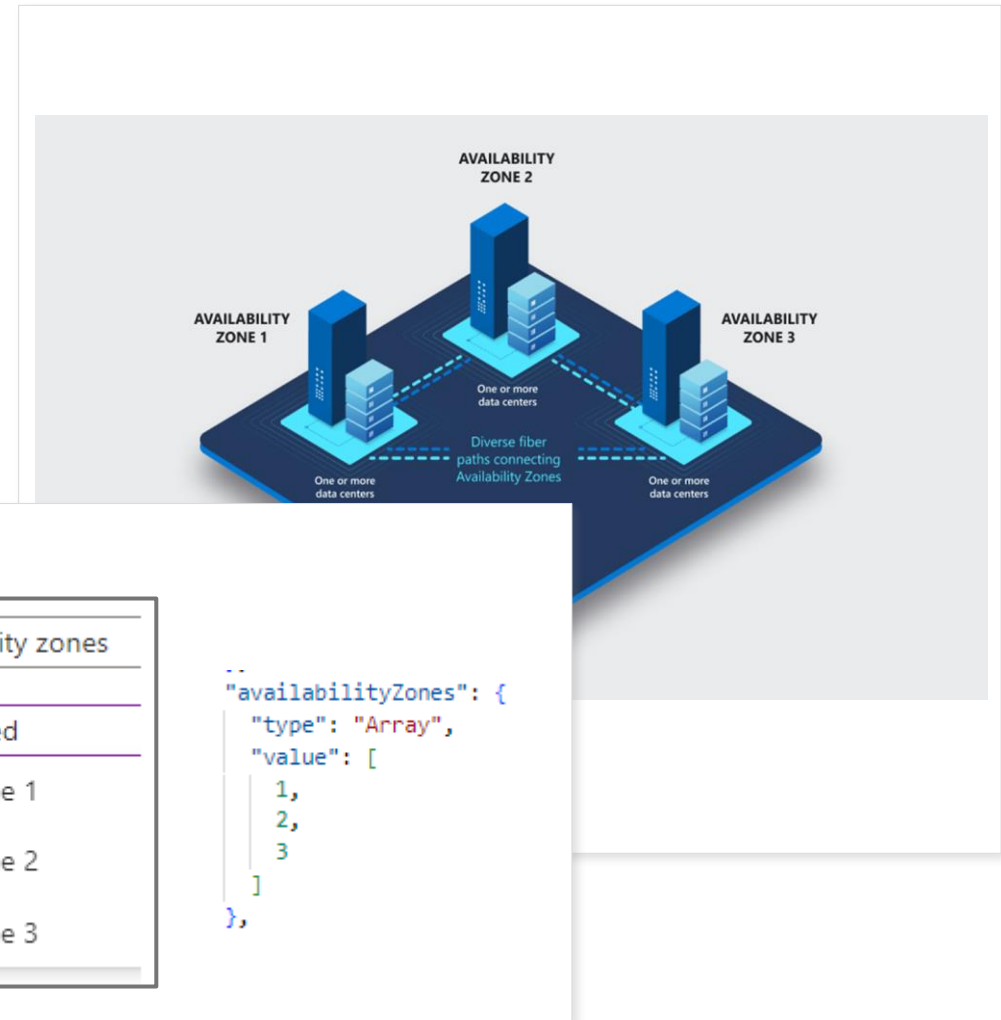 AVAILABILITY
ZONE 2
AVAILABILITY
ZONE 1
AVAILABILITY
ZONE 3
One or more
data centers
Diverse fiber
paths connecting
Availability Zones
One or more
data centers
One or more
data centers
zones
1
2
3
"availabilityZones": {
"type": "Array",
"value": [
1,
2,
3
]
},